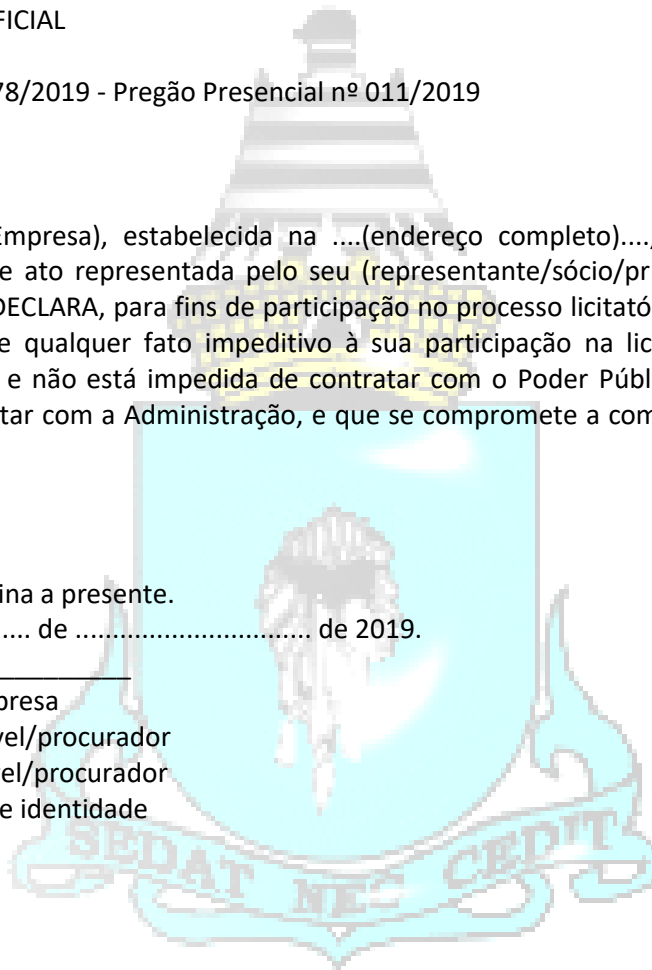 FICIAL
78/2019 - Pregão Presencial nº 011/2019
Empresa), estabelecida na ....(endereço completo)....,
e ato representada pelo seu (representante/sócio/pr
DECLARA, para fins de participação no processo licitató
e qualquer fato impeditivo à sua participação na lic
e não está impedida de contratar com o Poder Públ
tar com a Administração, e que se compromete a com
ina a presente.
.... de ............................... de 2019.
presa
vel/procurador
vel/procurador
e identidade
SEDAT NEC CEDIT